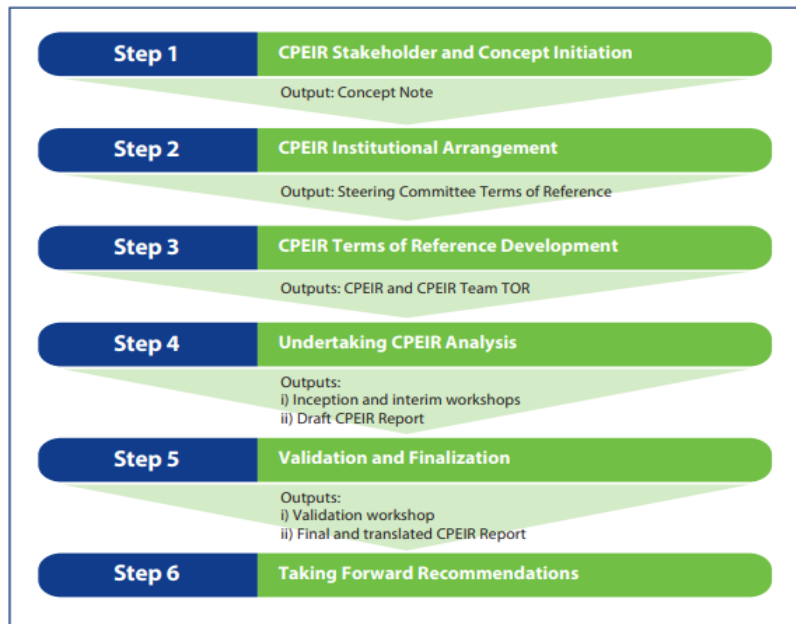 Step 1
CPEIR Stakeholder and Concept Initiation
Output: Concept Note
Step 2
CPEIR Institutional Arrangement
Output: Steering Committee Terms of Reference
Step 3
CPEIR Terms of Reference Development
Outputs: CPEIR and CPEIR Team TOR
Step 4
Undertaking CPEIR Analysis
Outputs:
i) Inception and interim workshops
ii) Draft CPEIR Report
Step 5
Validation and Finalization
Outputs:
i) Validation workshop
ii) Final and translated CPEIR Report
Step 6
Taking Forward Recommendations